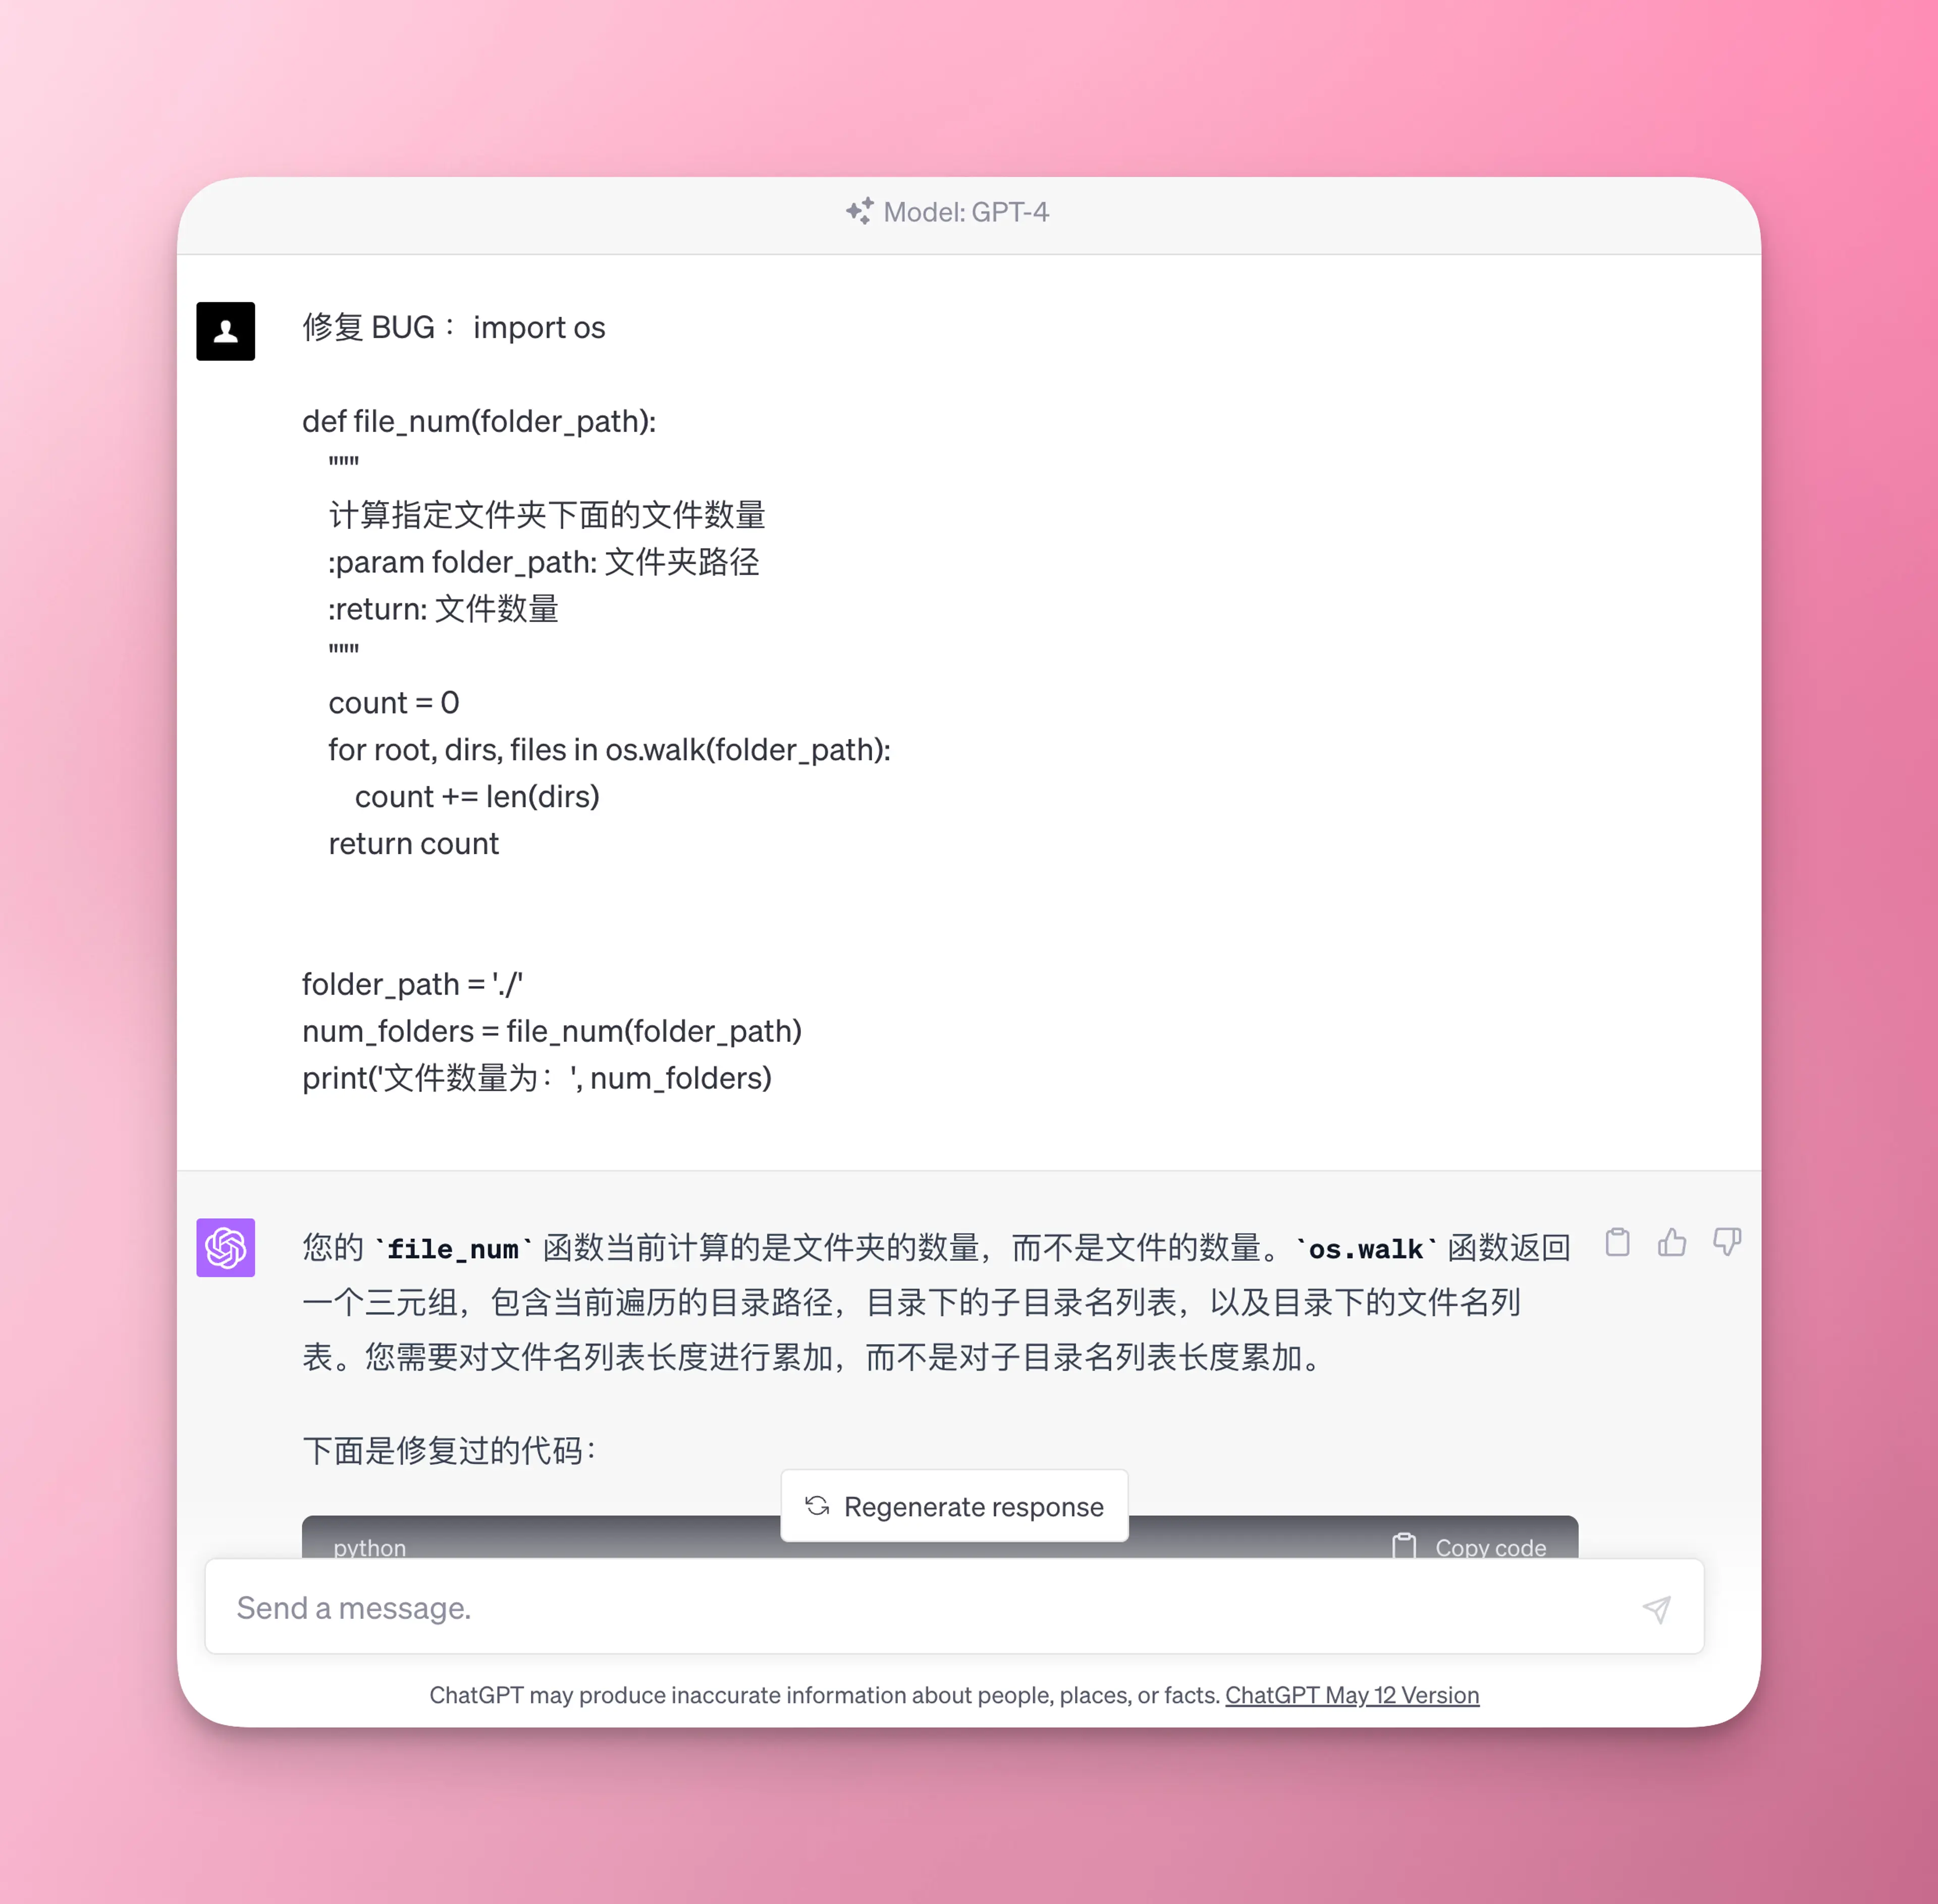 Model: GPT-4
修复 BUG： import os
def file_num(folder_path):
"""
计算指定文件夹下面的文件数量
:param folder_path: 文件夹路径
:return: 文件数量
"""
count = 0
for root, dirs, files in os.walk(folder_path):
count += len(dirs)
return count
folder_path = './'
num_folders = file_num(folder_path)
print('文件数量为：', num_folders)
您的 `file_num` 函数当前计算的是文件夹的数量，而不是文件的数量。`os.walk` 函数返回
一个三元组，包含当前遍历的目录路径，目录下的子目录名列表，以及目录下的文件名列
表。您需要对文件名列表长度进行累加，而不是对子目录名列表长度累加。
下面是修复过的代码：
Regenerate response
python Copy code
Send a message.
ChatGPT may produce inaccurate information about people, places, or facts. ChatGPT May 12 Version